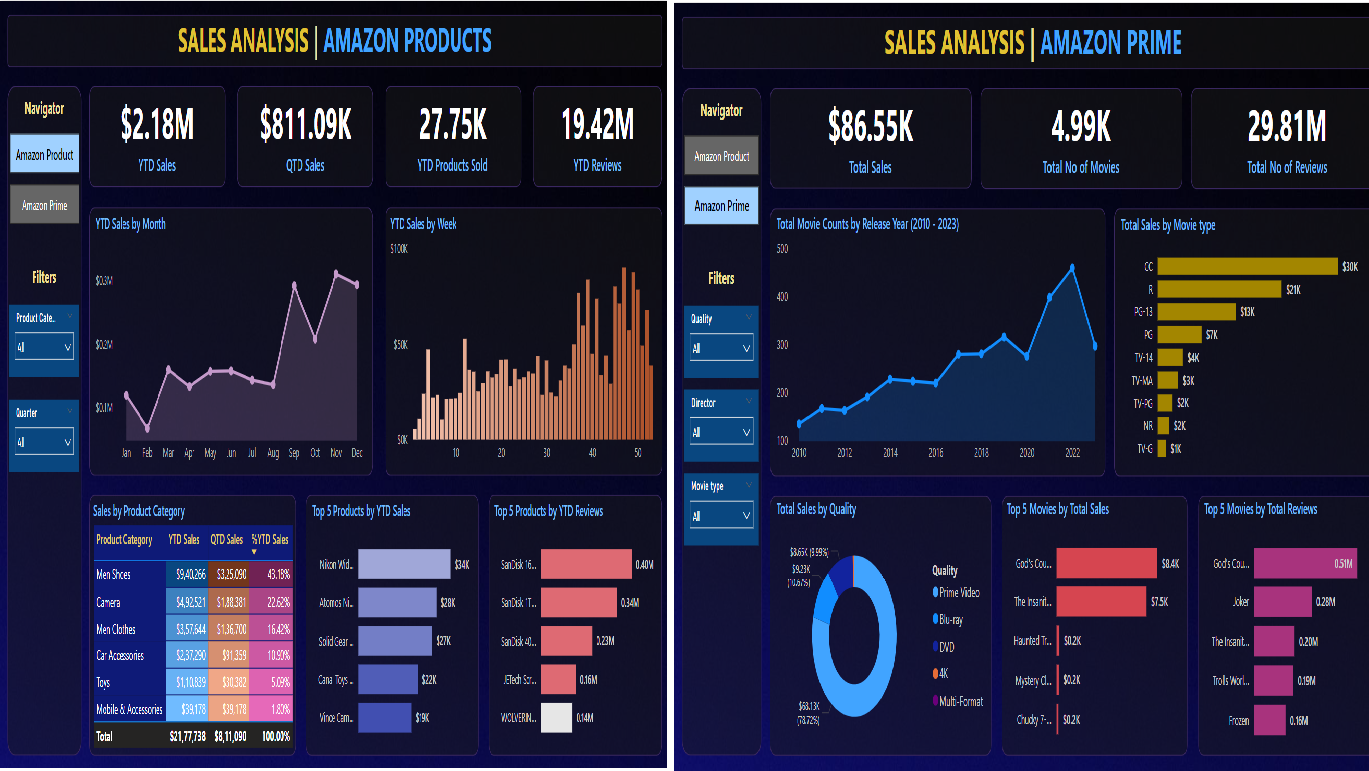 SALES ANALYSIS | AMAZON PRODUCTS
Navigator
Amazon Product
Amazon Prime
Filters
Product Cate..
All
Quarter
All
$2.18M
YTD Sales
$811.09K
QTD Sales
27.75K
YTD Products Sold
19.42M
YTD Reviews
YTD Sales by Month
$0.3M
$0.2M
$0.1M
Jan Feb Mar Apr May Jun Jul Aug Sep Oct Nov Dec
YTD Sales by Week
$100K
$50K
$0K
10 20 30 40 50
Sales by Product Category
Product Category YTD Sales QTD Sales %YTD Sales
Men Shoes $9,40,266 $3,25,090 43.18%
Camera $4,92,521 $1,88,381 22.62%
Men Clothes $3,57,644 $1,36,700 16.42%
Car Accessories $2,37,290 $91,359 10.90%
Toys $1,10,839 $30,382 5.09%
Mobile & Accessories $39,178 $39,178 1.80%
Total $21,77,738 $8,11,090 100.00%
Top 5 Products by YTD Sales
Nikon Wid... $34K
Atomos Ni... $28K
Solid Gear ... $27K
Cana Toys ... $22K
Vince Cam... $19K
Top 5 Products by YTD Reviews
SanDisk 16... 0.40M
SanDisk 1T... 0.34M
SanDisk 40... 0.23M
JETech Scr... 0.16M
WOLVERIN... 0.14M
SALES ANALYSIS | AMAZON PRIME
Navigator
Amazon Product
Amazon Prime
Filters
Quality
All
Director
All
Movie type
All
$86.55K
Total Sales
4.99K
Total No of Movies
29.81M
Total No of Reviews
Total Movie Counts by Release Year (2010 - 2023)
500
400
300
200
100
2010 2012 2014 2016 2018 2020 2022
Total Sales by Movie type
CC $30K
R $21K
PG-13 $13K
PG $7K
TV-14 $4K
TV-MA $3K
TV-PG $2K
NR $2K
TV-G $1K
Total Sales by Quality
$8.65K (9.99%)
$9.23K
(10.67%)
$68.13K
(78.72%)
Quality
Prime Video
Blu-ray
DVD
4K
Multi-Format
Top 5 Movies by Total Sales
God's Cou... $8.4K
The Insanit... $7.5K
Haunted Tr... $0.2K
Mystery Cl... $0.2K
Chucky 7-... $0.2K
Top 5 Movies by Total Reviews
God's Cou... 0.51M
Joker 0.28M
The Insanit... 0.20M
Trolls Worl... 0.19M
Frozen 0.16M